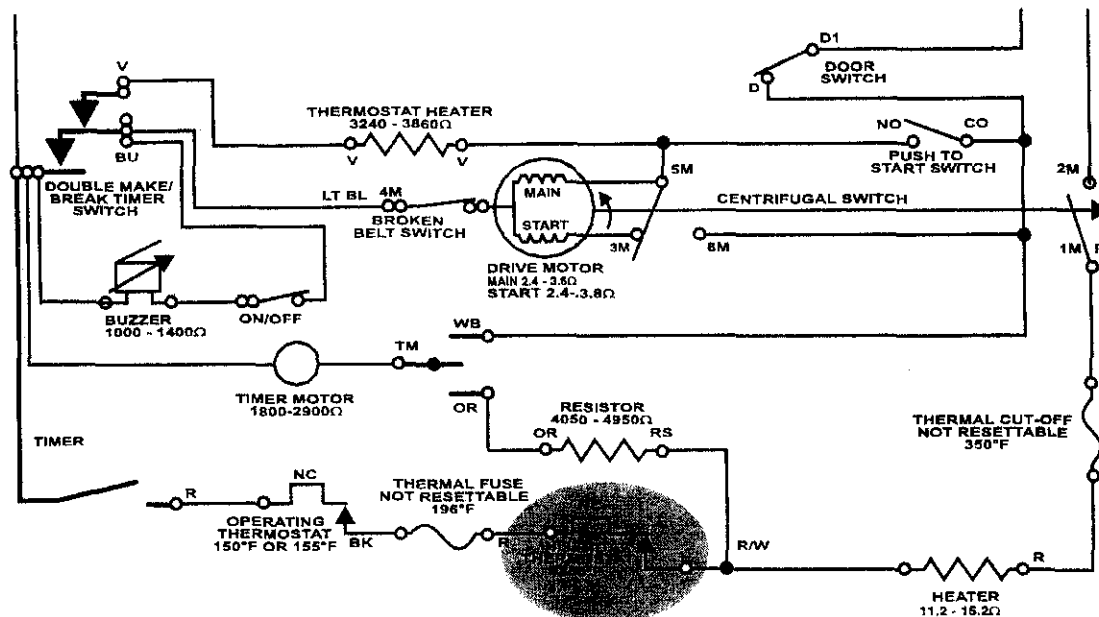 D1
DOOR
SWITCH
D
V
THERMOSTAT HEATER
3240 - 3860Ω
V
V
NO
CO
PUSH TO
START SWITCH
BU
DOUBLE MAKE/
BREAK TIMER
SWITCH
LT BL
4M
BROKEN
BELT SWITCH
MAIN
START
5M
3M
8M
CENTRIFUGAL SWITCH
2M
1M
DRIVE MOTOR
MAIN 2.4 - 3.6Ω
START 2.4-.3.8Ω
BUZZER
1000 - 1400Ω
ON/OFF
WB
TM
TIMER MOTOR
1800-2900Ω
OR
RESISTOR
4050 - 4950Ω
OR
RS
THERMAL CUT-OFF
NOT RESETTABLE
350°F
TIMER
R
NC
OPERATING
THERMOSTAT
150°F OR 155°F
BK
THERMAL FUSE
NOT RESETTABLE
196°F
R
R/W
R
HEATER
11.2 - 15.2Ω